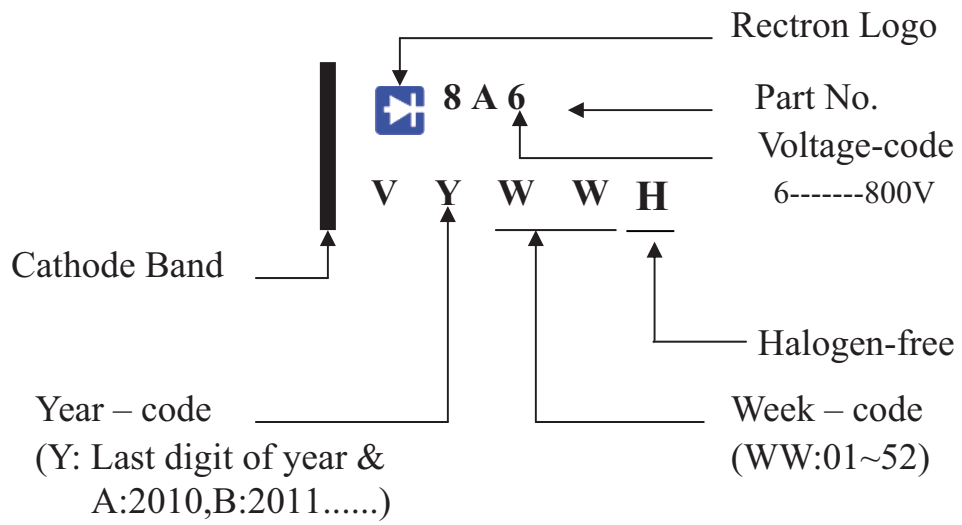 Rectron Logo
8 A 6
Part No.
Voltage-code
6-------800V
V Y W W H
Cathode Band
Halogen-free
Year – code
(Y: Last digit of year &
A:2010,B:2011......)
Week – code
(WW:01~52)